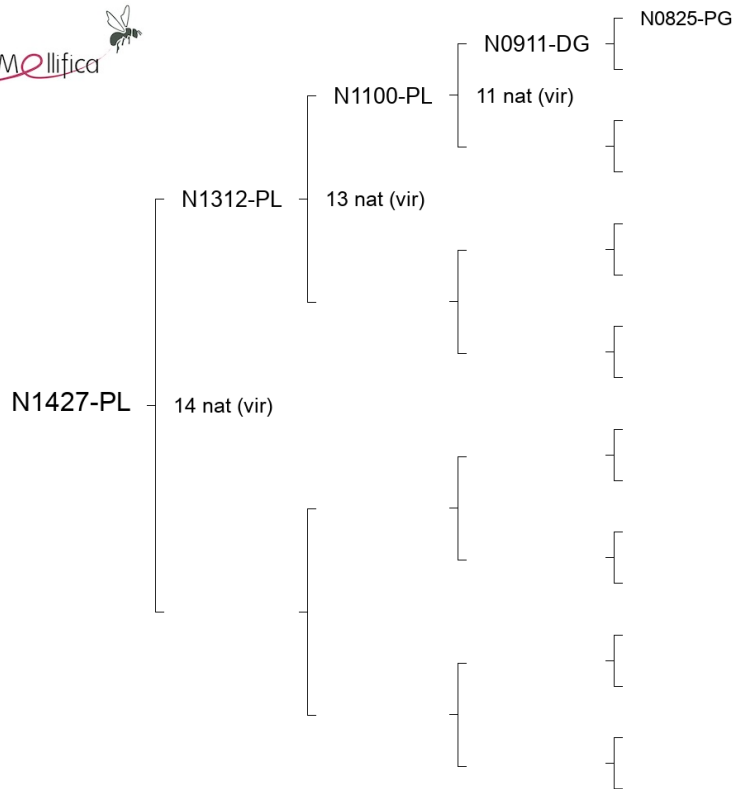 Mellifica
N0825-PG
N0911-DG
N1100-PL 11 nat (vir)
N1312-PL 13 nat (vir)
N1427-PL 14 nat (vir)